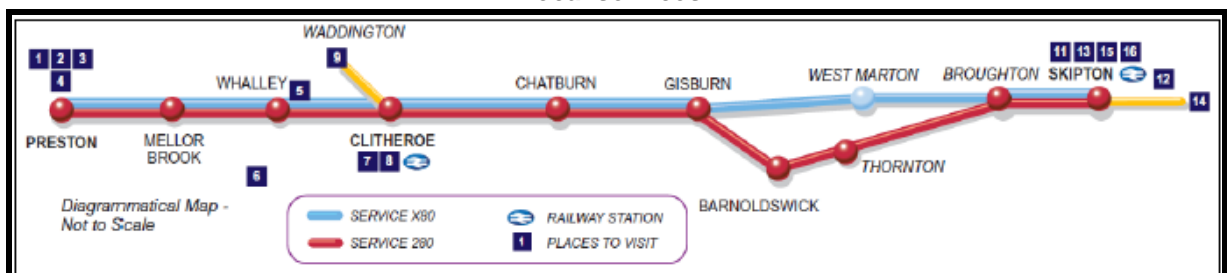 WADDINGTON
1 2 3
4
9
11 13 15 16
12
WHALLEY 5
CHATBURN
GISBURN
WEST MARTON
BROUGHTON
SKIPTON
14
PRESTON
MELLOR
BROOK
CLITHEROE
7 8
6
THORNTON
BARNOLDSWICK
Diagrammatical Map -
Not to Scale
SERVICE X80
RAILWAY STATION
SERVICE 280
1 PLACES TO VISIT